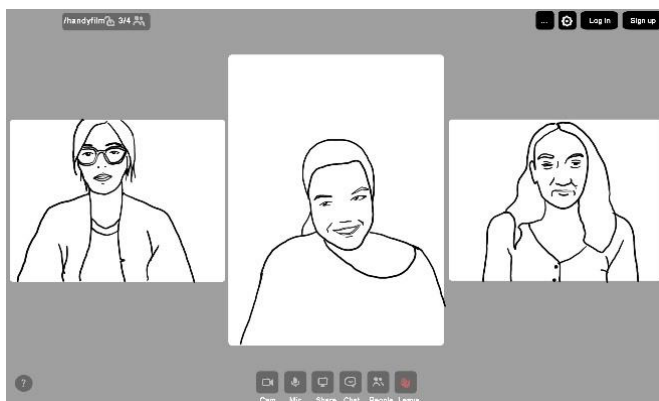 /handyfilm 3/4
... Log in Sign up
?
Cam Mic Share Chat People Leave